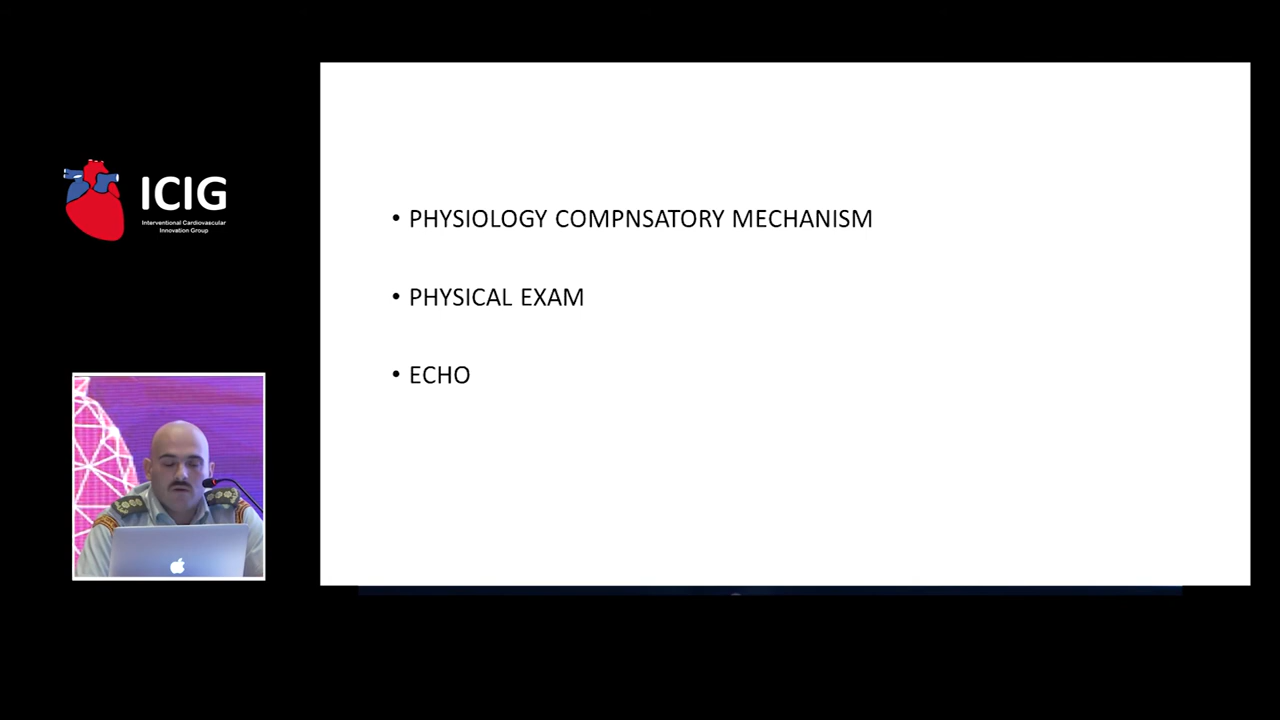 ICIG
Interventional Cardiovascular
Innovation Group
• PHYSIOLOGY COMPNSATORY MECHANISM
• PHYSICAL EXAM
• ECHO